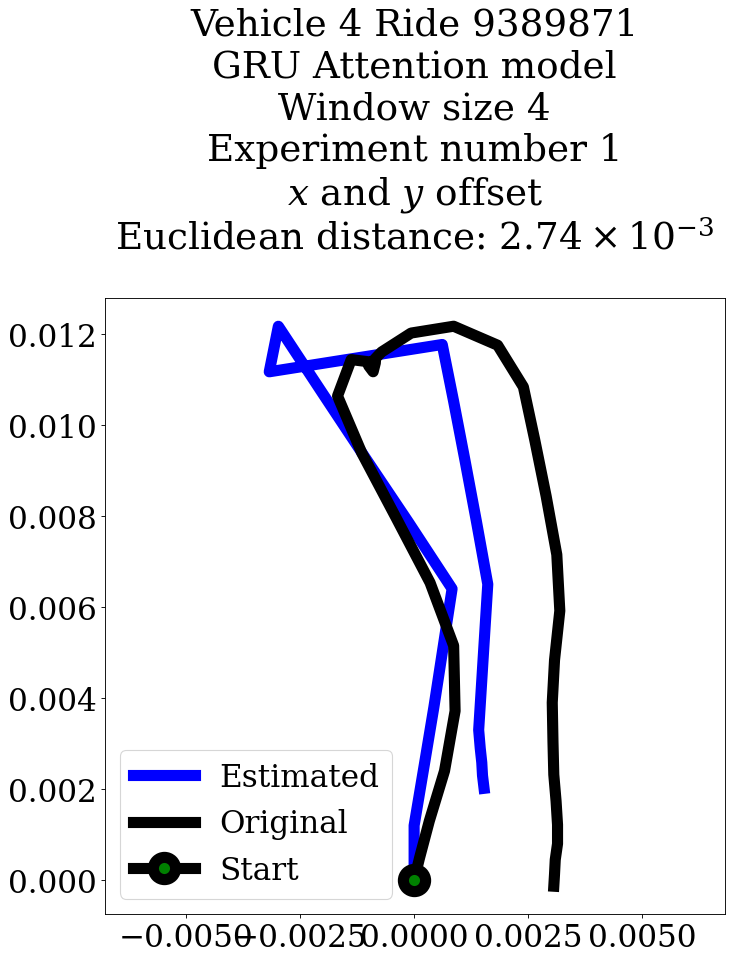 Vehicle 4 Ride 9389871
GRU Attention model
Window size 4
Experiment number 1
x and y offset
Euclidean distance: 2.74 × 10⁻³
0.012
0.010
0.008
0.006
0.004
0.002
0.000
Estimated
Original
Start
−0.0050 −0.0025 0.0000 0.0025 0.0050